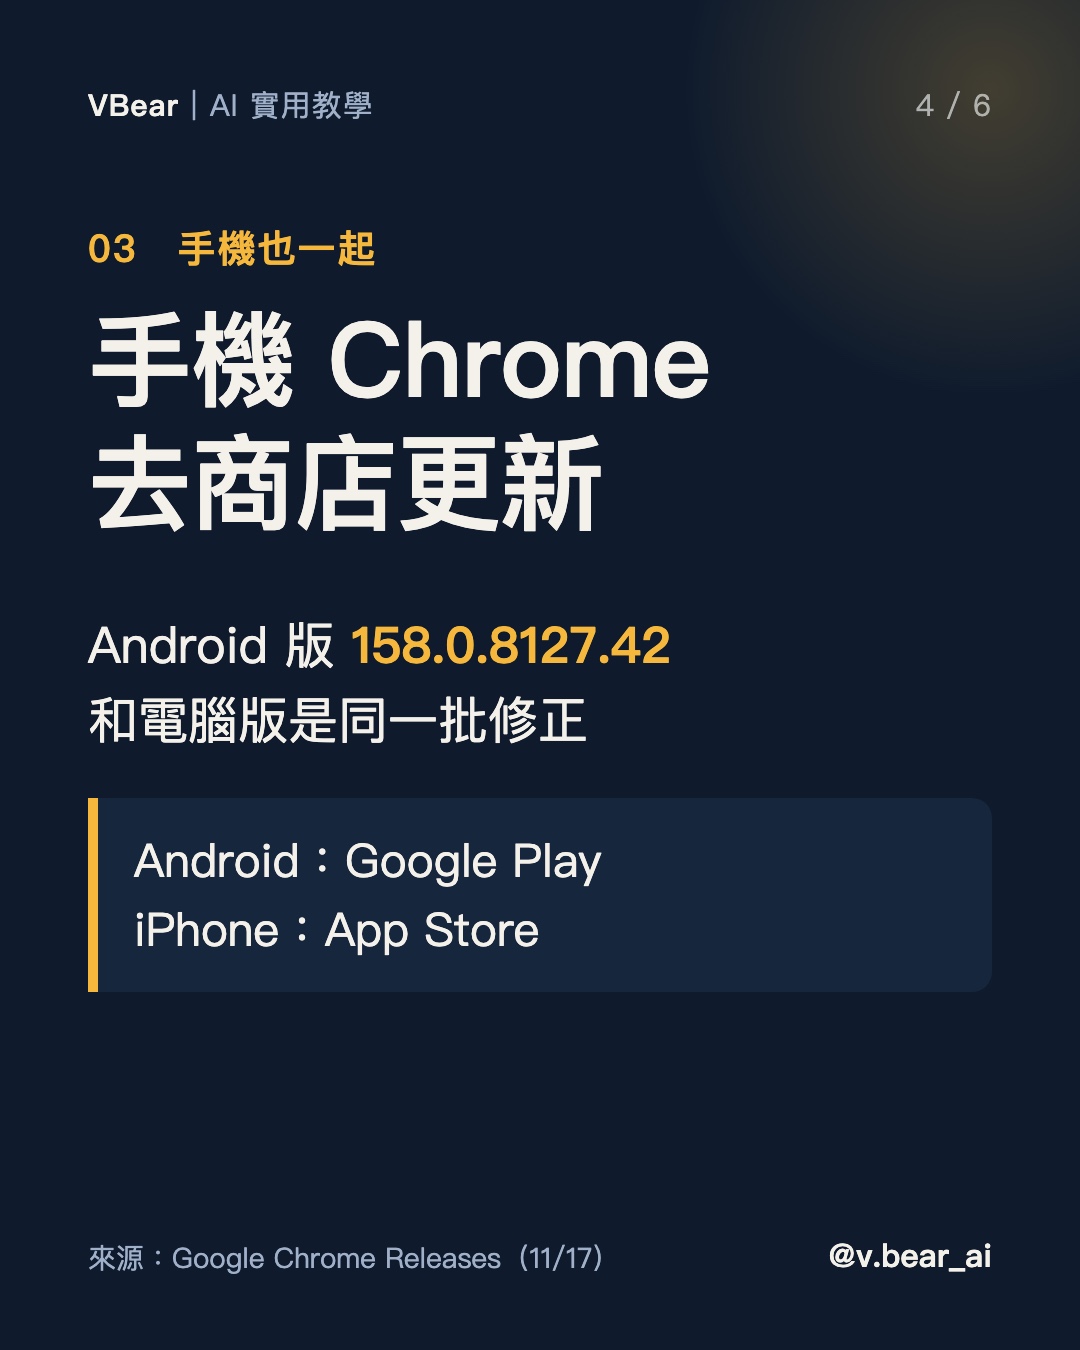 VBear | AI 實用教學
4 / 6
03 手機也一起
手機 Chrome
去商店更新
Android 版 158.0.8127.42
和電腦版是同一批修正
Android：Google Play
iPhone：App Store
來源：Google Chrome Releases（11/17）
@v.bear_ai